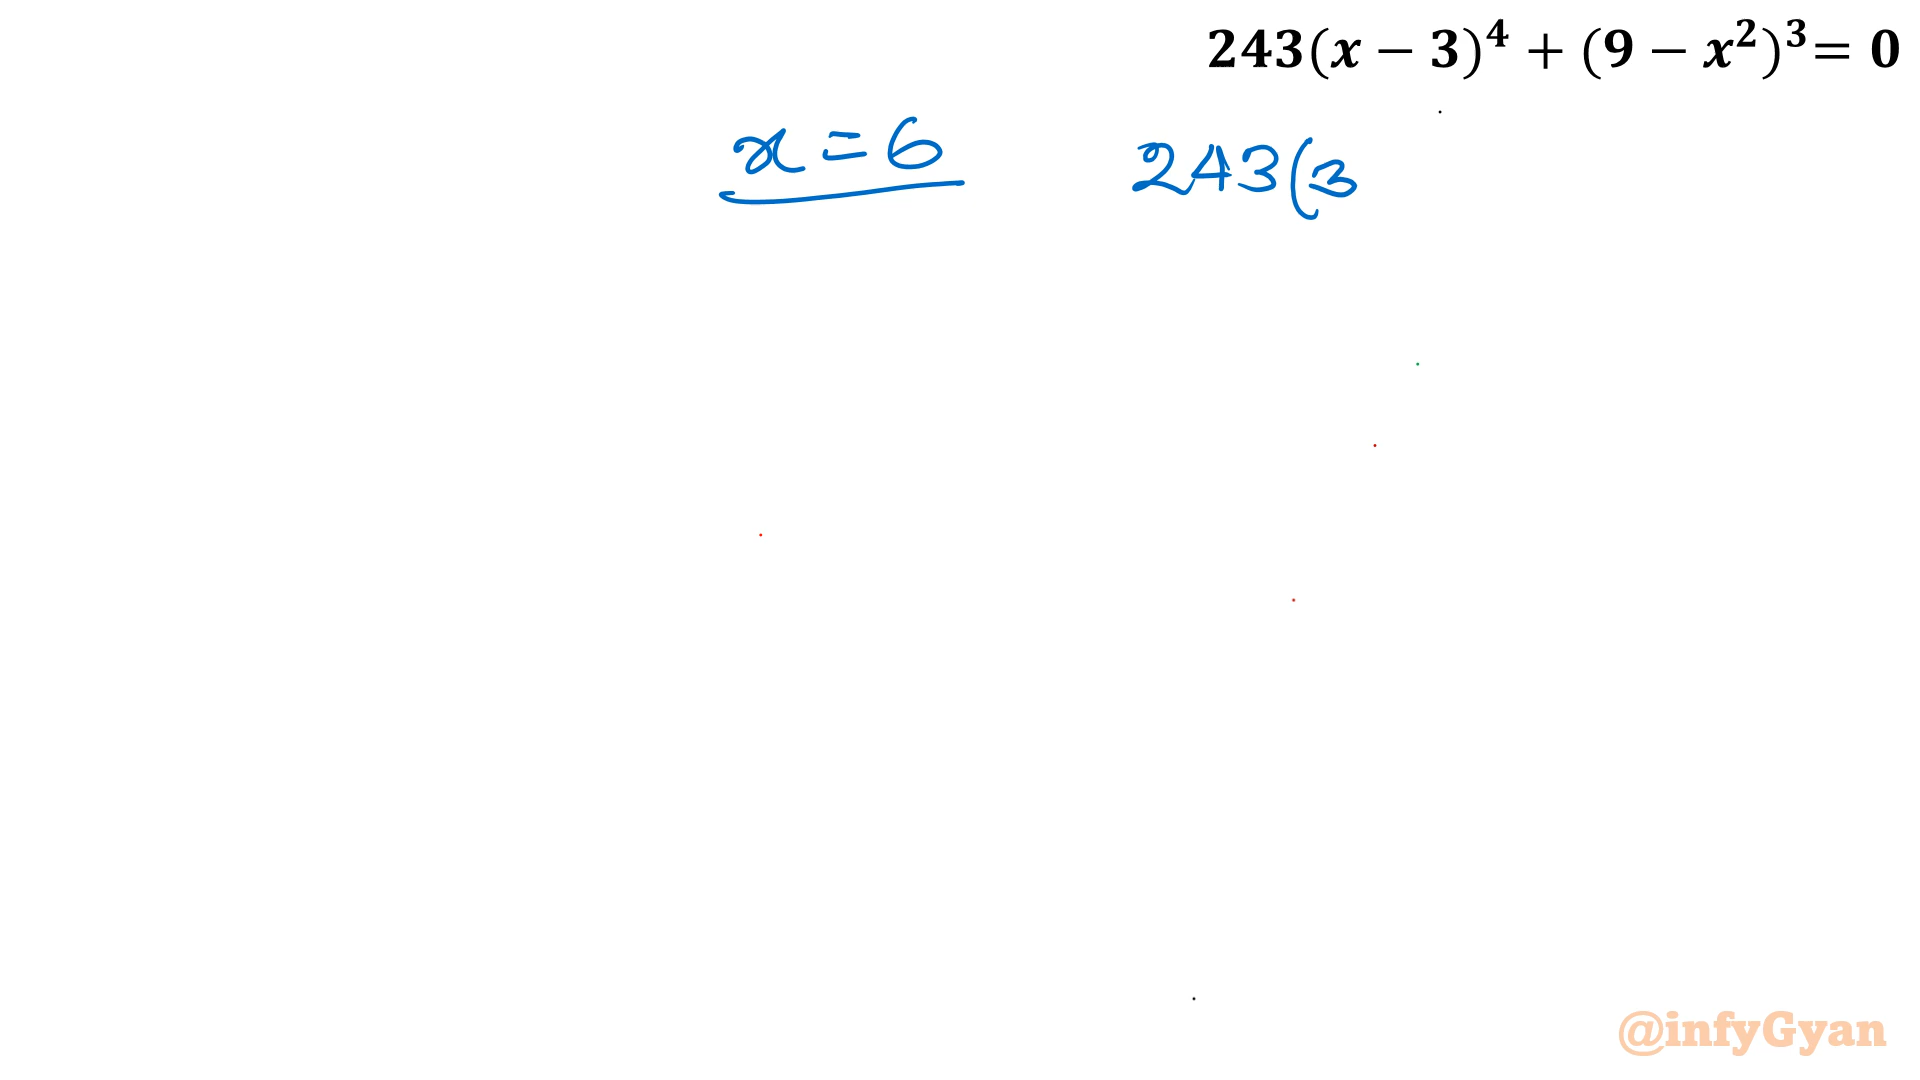 243(x − 3)⁴ + (9 − x²)³= 0
x = 6
243(3
@infyGyan